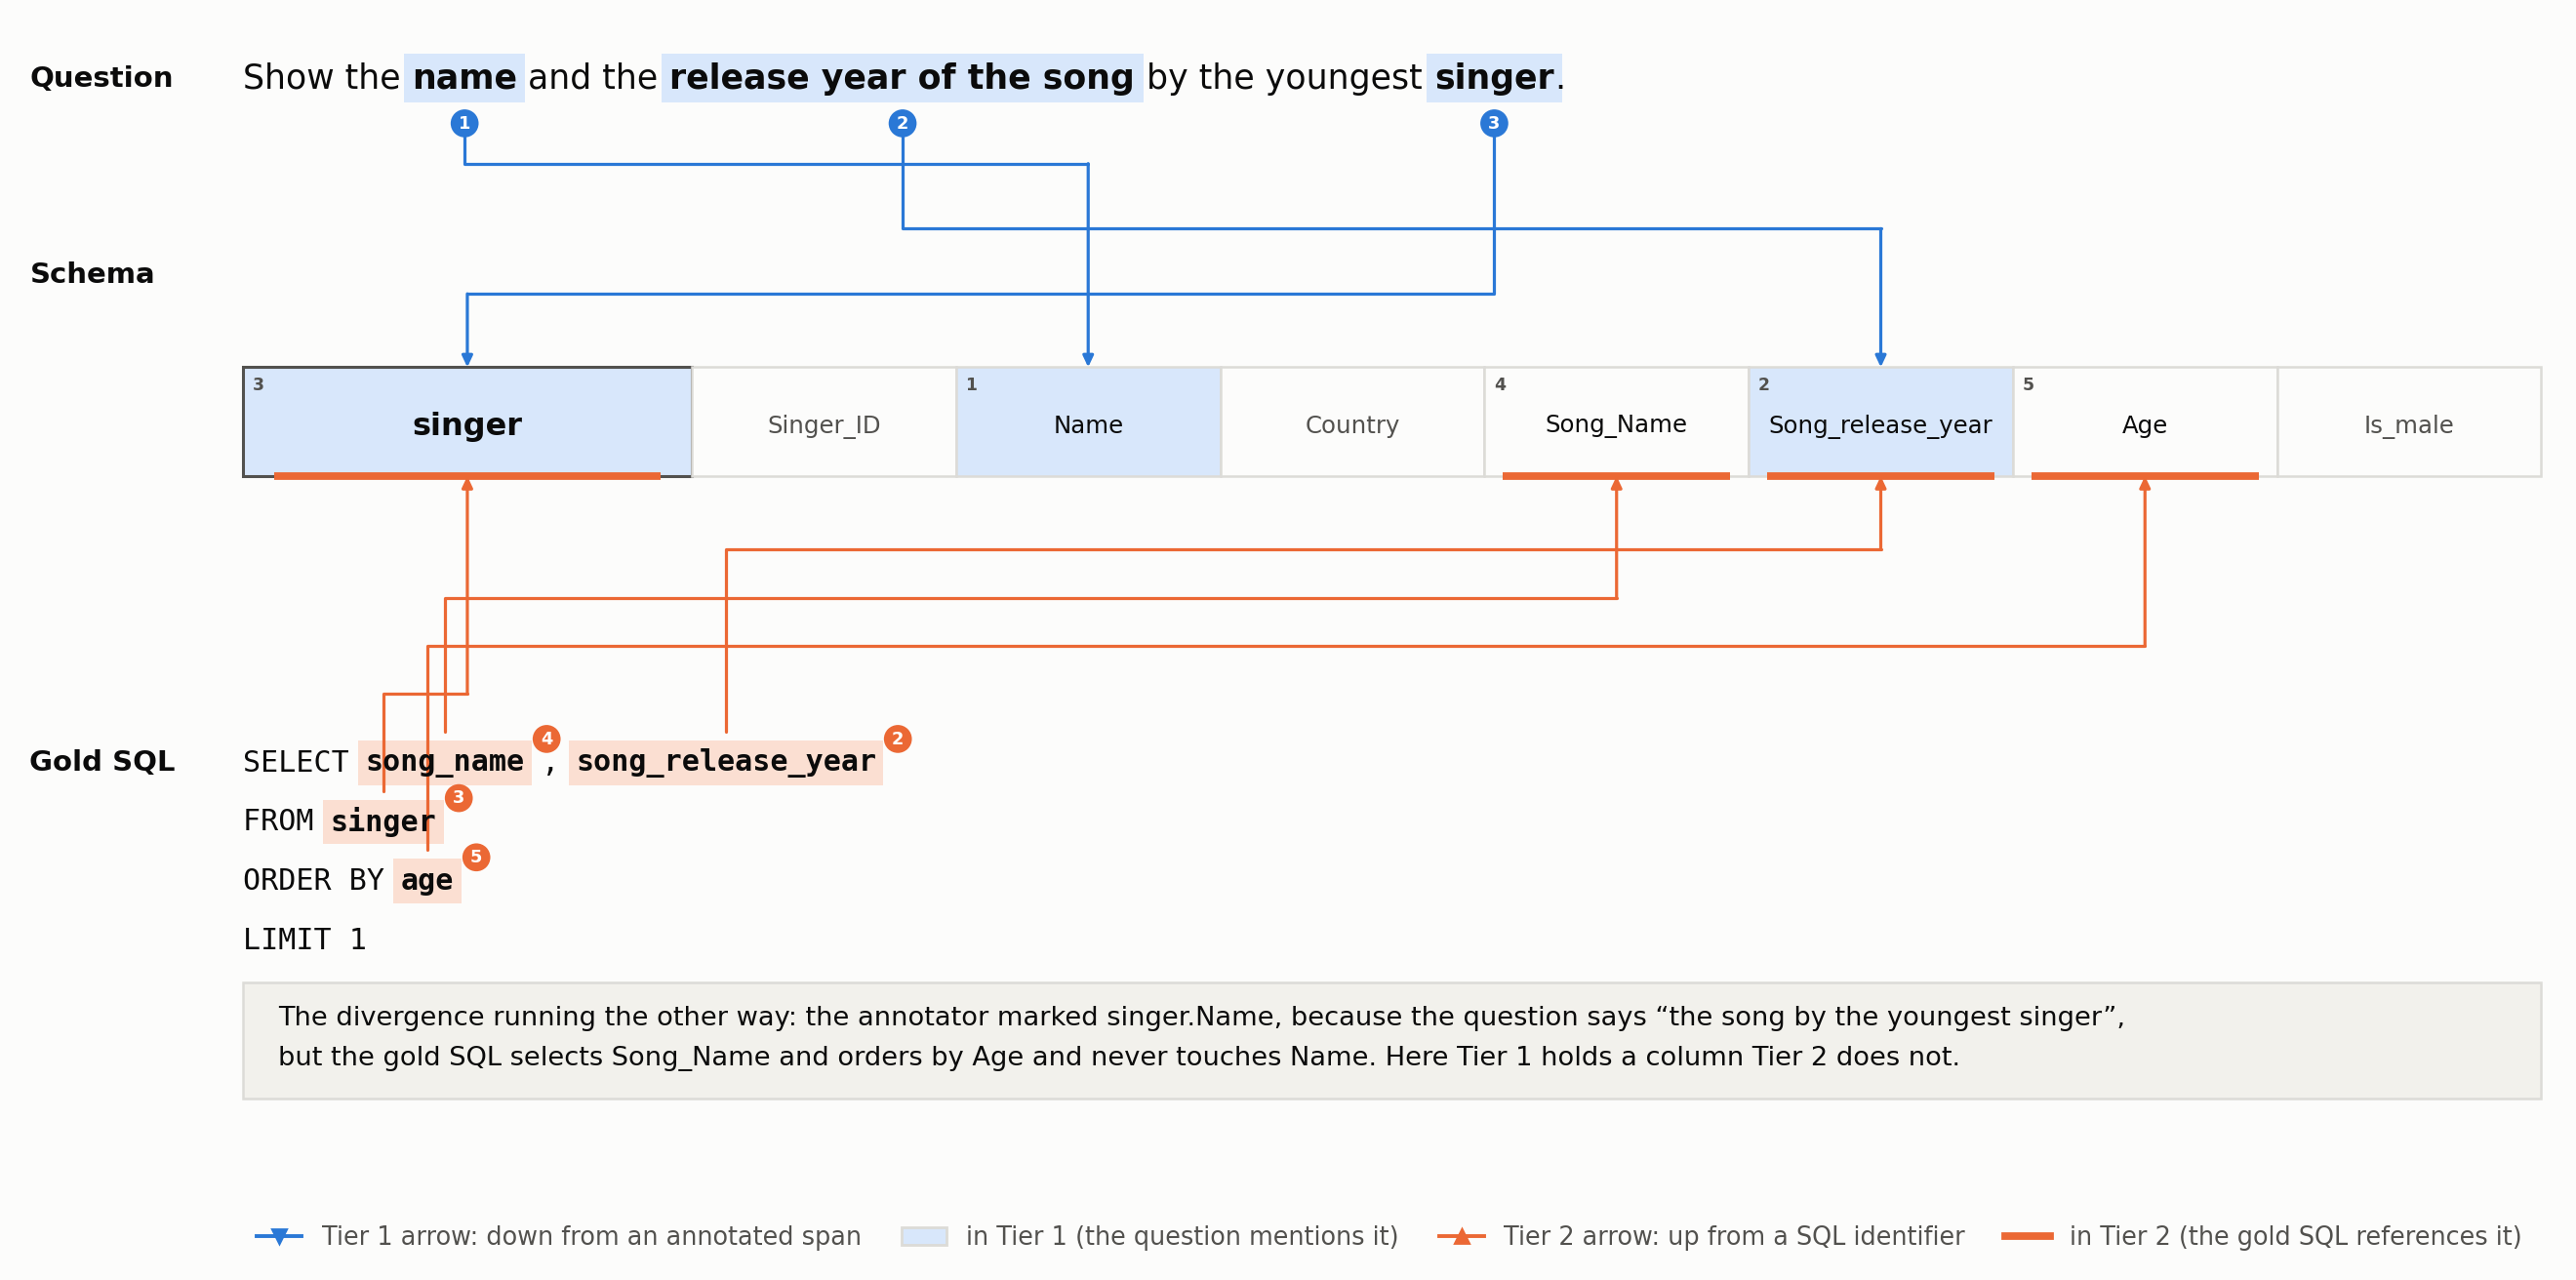 Question Show the name and the release year of the song by the youngest singer.
1 2 3
Schema
3 1 4 2 5
singer Singer_ID Name Country Song_Name Song_release_year Age Is_male
Gold SQL SELECT song_name 4 , song_release_year 2
FROM singer 3
ORDER BY age 5
LIMIT 1
The divergence running the other way: the annotator marked singer.Name, because the question says “the song by the youngest singer”,
but the gold SQL selects Song_Name and orders by Age and never touches Name. Here Tier 1 holds a column Tier 2 does not.
Tier 1 arrow: down from an annotated span in Tier 1 (the question mentions it) Tier 2 arrow: up from a SQL identifier in Tier 2 (the gold SQL references it)